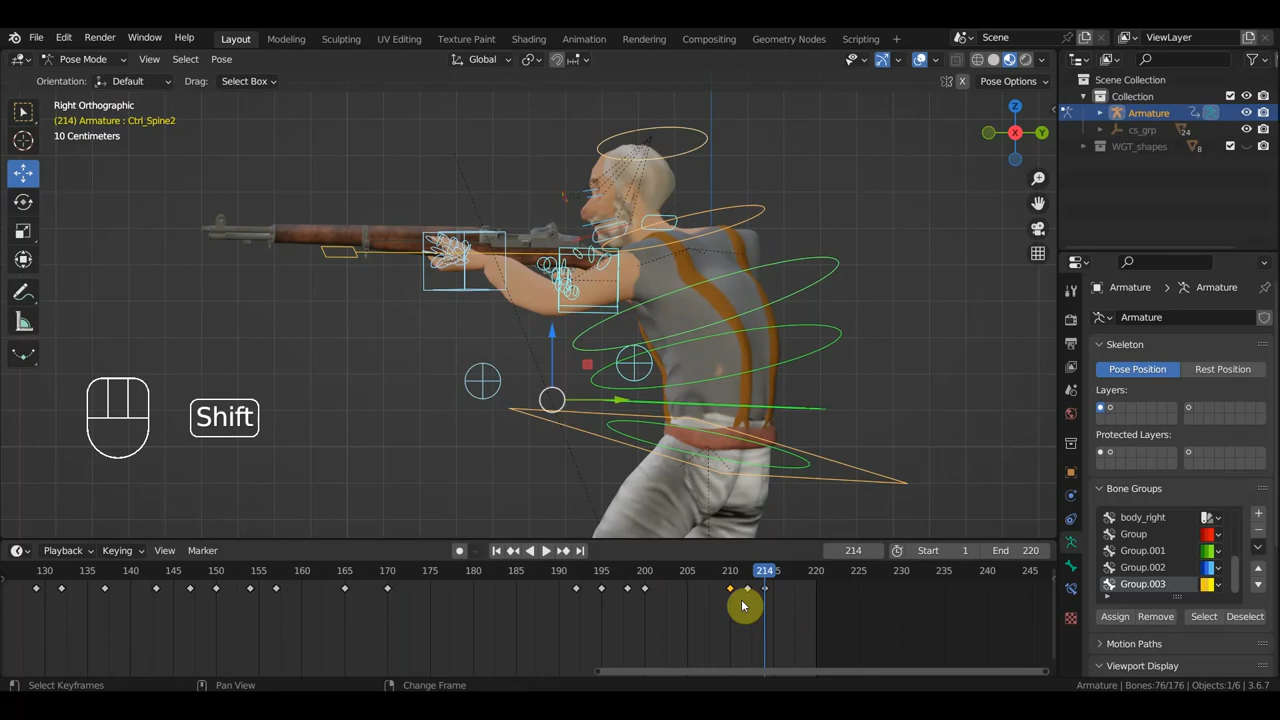 File Edit Render Window Help Layout Modeling Sculpting UV Editing Texture Paint Shading Animation Rendering Compositing Geometry Nodes Scripting + Scene ViewLayer
Pose Mode View Select Pose Global Pose Options
Orientation: Default Drag: Select Box X
Right Orthographic
(214) Armature : Ctrl_Spine2
10 Centimeters
Z
X
Y
Shift
Scene Collection
Collection
Armature
cs_grp 24
WGT_shapes 8
Armature Armature
Armature
Skeleton
Pose Position Rest Position
Layers:
Protected Layers:
Bone Groups
body_right
Group
Group.001
Group.002
Group.003
Assign Remove Select Deselect
Motion Paths
Viewport Display
Playback Keying View Marker 214 Start 1 End 220
130 135 140 145 150 155 160 165 170 175 180 185 190 195 200 205 210 214 220 225 230 235 240 245
Select Keyframes Pan View Change Frame Armature | Bones:76/176 | Objects:1/6 | 3.6.7